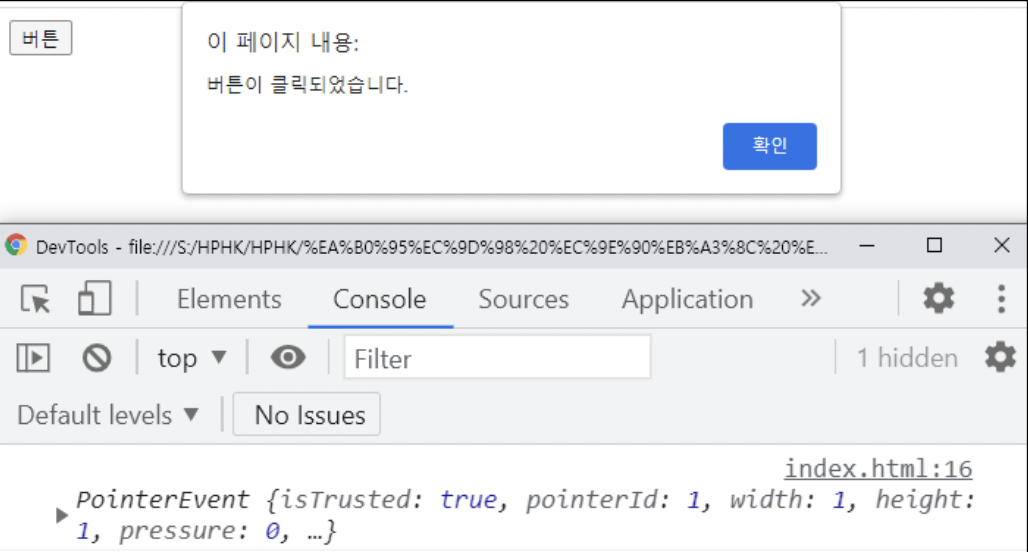 버튼
이 페이지 내용:
버튼이 클릭되었습니다.
확인
DevTools - file:///S:/HPHK/HPHK/%EA%B0%95%EC%9D%98%20%EC%9E%90%EB%A3%8C%20%E...
Elements Console Sources Application »
top ▼ Filter 1 hidden
Default levels ▼ No Issues
index.html:16
▶ PointerEvent {isTrusted: true, pointerId: 1, width: 1, height:
1, pressure: 0, …}